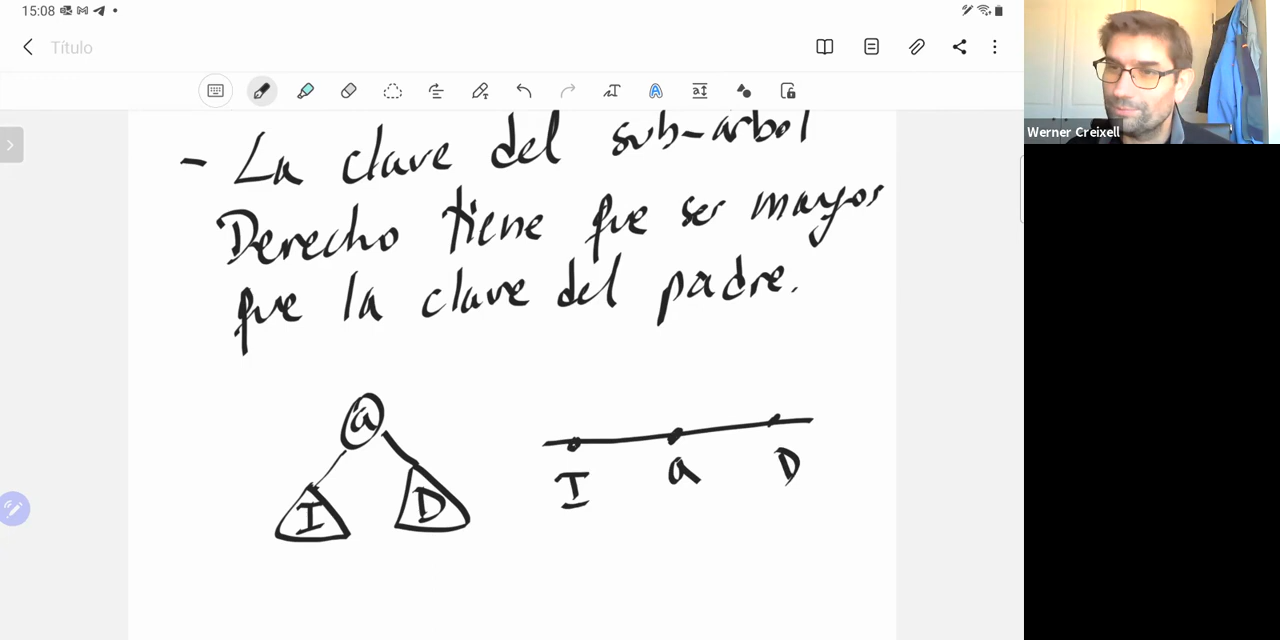 15:08
Título
Werner Creixell
- La clave del sub-arbol
Derecho tiene que ser mayor
que la clave del padre.
a
I D
I a D